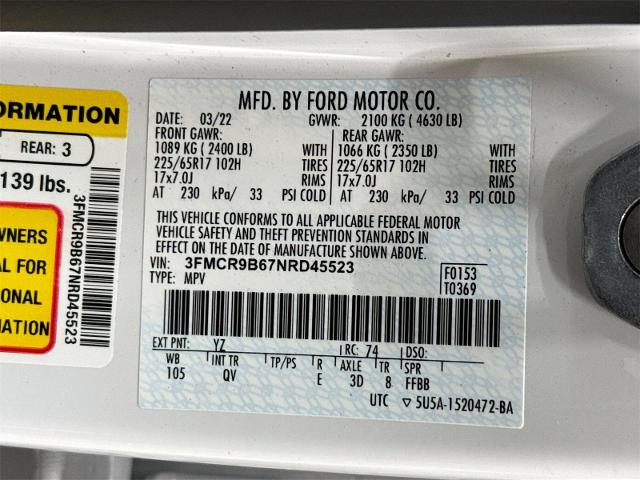 ORMATION
REAR: 3
139 lbs.
WNERS
AL FOR
IONAL
MATION
3FMCR9B67NRD45523
MFD. BY FORD MOTOR CO.
DATE: 03/22 GVWR: 2100 KG ( 4630 LB)
FRONT GAWR: REAR GAWR:
1089 KG ( 2400 LB) WITH 1066 KG ( 2350 LB) WITH
225/65R17 102H TIRES 225/65R17 102H TIRES
17x7.0J RIMS 17x7.0J RIMS
AT 230 kPa/ 33 PSI COLD AT 230 kPa/ 33 PSI COLD
THIS VEHICLE CONFORMS TO ALL APPLICABLE FEDERAL MOTOR
VEHICLE SAFETY AND THEFT PREVENTION STANDARDS IN
EFFECT ON THE DATE OF MANUFACTURE SHOWN ABOVE.
VIN: 3FMCR9B67NRD45523
TYPE: MPV
F0153
T0369
EXT PNT: YZ RC: 74 DSO:
WB INT TR TP/PS R AXLE TR SPR
105 QV E 3D 8 FFBB
UTC ▽ 5U5A-1520472-BA